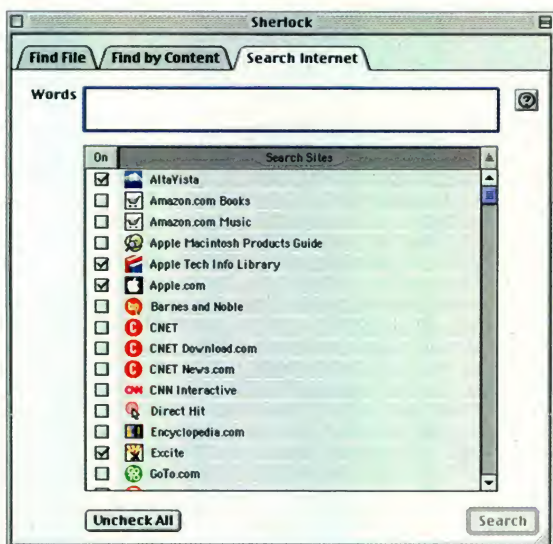 Sherlock
Find File Find by Content Search Internet
Words
On Search Sites
AltaVista
Amazon.com Books
Amazon.com Music
Apple Macintosh Products Guide
Apple Tech Info Library
Apple.com
Barnes and Noble
CNET
CNET Download.com
CNET News.com
CNN Interactive
Direct Hit
Encyclopedia.com
Excite
GoTo.com
Uncheck All Search